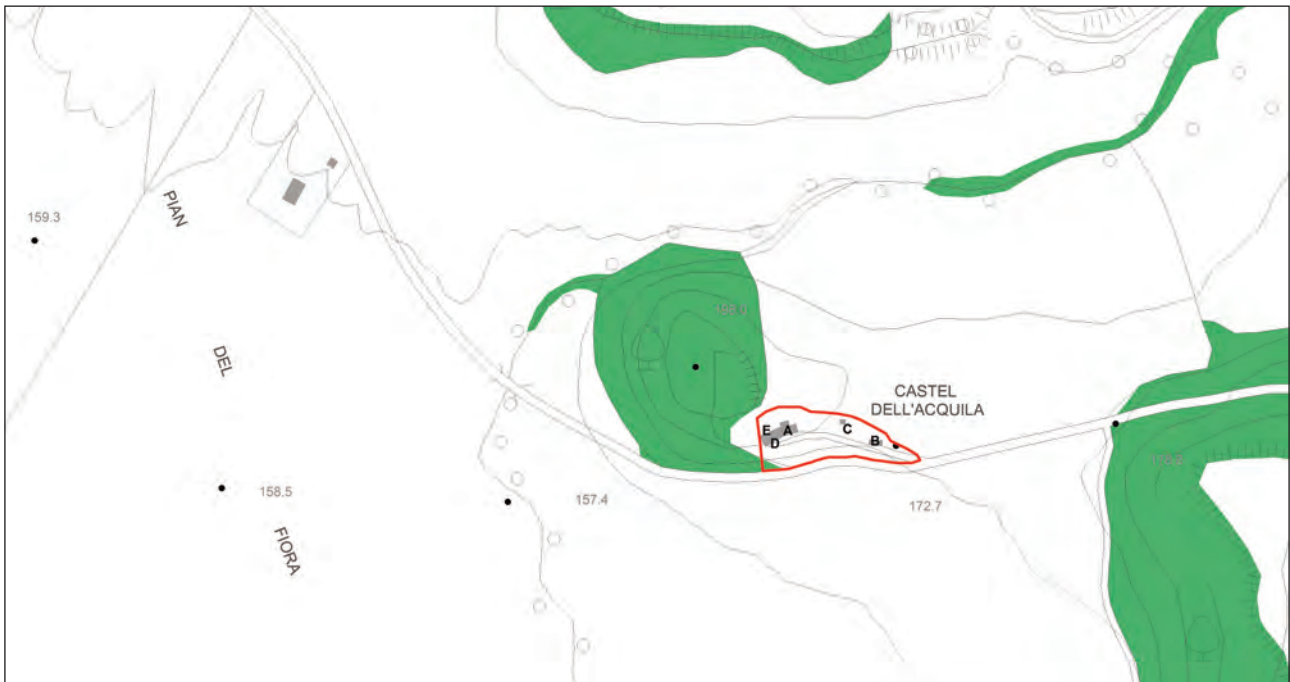 PIAN
159.3
DEL
CASTEL
DELL'ACQUILA
E A C
D B
158.5
157.4
172.7
FIORA